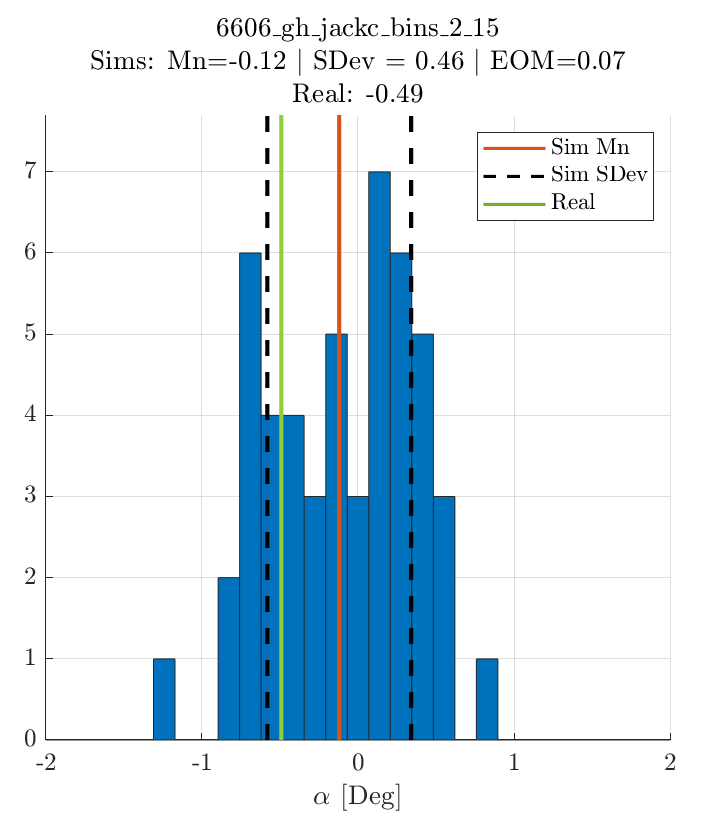 6606_gh_jackc_bins_2_15
Sims: Mn=-0.12 | SDev = 0.46 | EOM=0.07
Real: -0.49
Sim Mn
Sim SDev
Real
7
6
5
4
3
2
1
0
-2 -1 0 1 2
α [Deg]